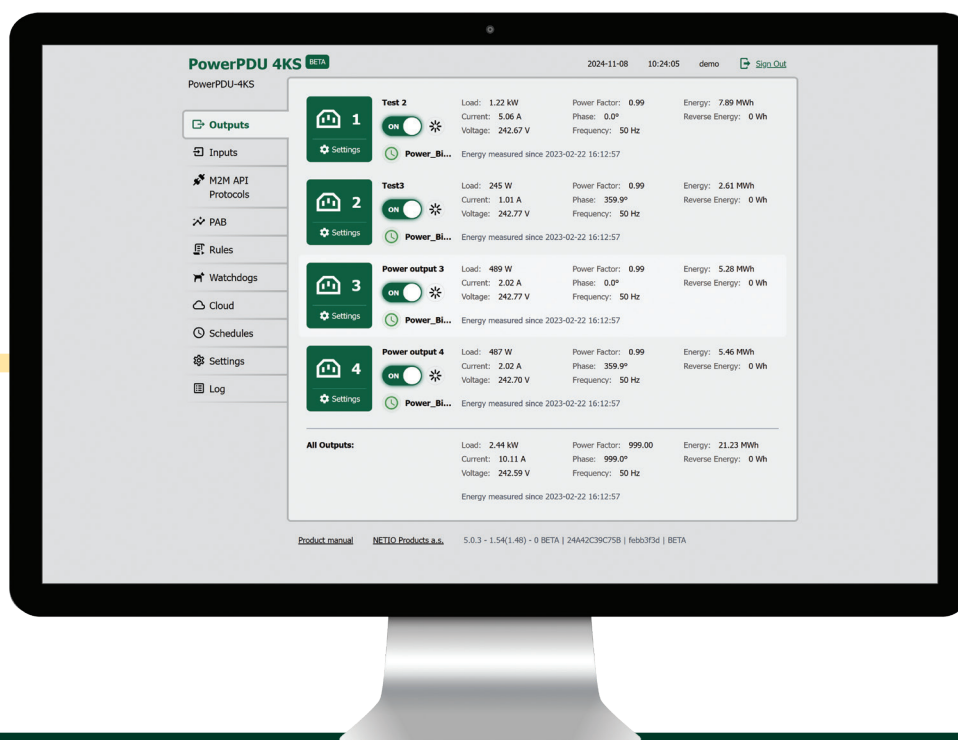 PowerPDU 4KS BETA
2024-11-08 10:24:05 demo Sign Out
PowerPDU-4KS
Outputs
Inputs
M2M API
Protocols
PAB
Rules
Watchdogs
Cloud
Schedules
Settings
Log
1
Settings
Test 2
ON
Power_Bi...
Load: 1.22 kW Power Factor: 0.99 Energy: 7.89 MWh
Current: 5.06 A Phase: 0.0° Reverse Energy: 0 Wh
Voltage: 242.67 V Frequency: 50 Hz
Energy measured since 2023-02-22 16:12:57
2
Settings
Test3
ON
Power_Bi...
Load: 245 W Power Factor: 0.99 Energy: 2.61 MWh
Current: 1.01 A Phase: 359.9° Reverse Energy: 0 Wh
Voltage: 242.77 V Frequency: 50 Hz
Energy measured since 2023-02-22 16:12:57
3
Settings
Power output 3
ON
Power_Bi...
Load: 489 W Power Factor: 0.99 Energy: 5.28 MWh
Current: 2.02 A Phase: 0.0° Reverse Energy: 0 Wh
Voltage: 242.77 V Frequency: 50 Hz
Energy measured since 2023-02-22 16:12:57
4
Settings
Power output 4
ON
Power_Bi...
Load: 487 W Power Factor: 0.99 Energy: 5.46 MWh
Current: 2.02 A Phase: 359.9° Reverse Energy: 0 Wh
Voltage: 242.70 V Frequency: 50 Hz
Energy measured since 2023-02-22 16:12:57
All Outputs:
Load: 2.44 kW Power Factor: 999.00 Energy: 21.23 MWh
Current: 10.11 A Phase: 999.0° Reverse Energy: 0 Wh
Voltage: 242.59 V Frequency: 50 Hz
Energy measured since 2023-02-22 16:12:57
Product manual NETIO Products a.s. 5.0.3 - 1.54(1.48) - 0 BETA | 24A42C39C75B | febb3f3d | BETA